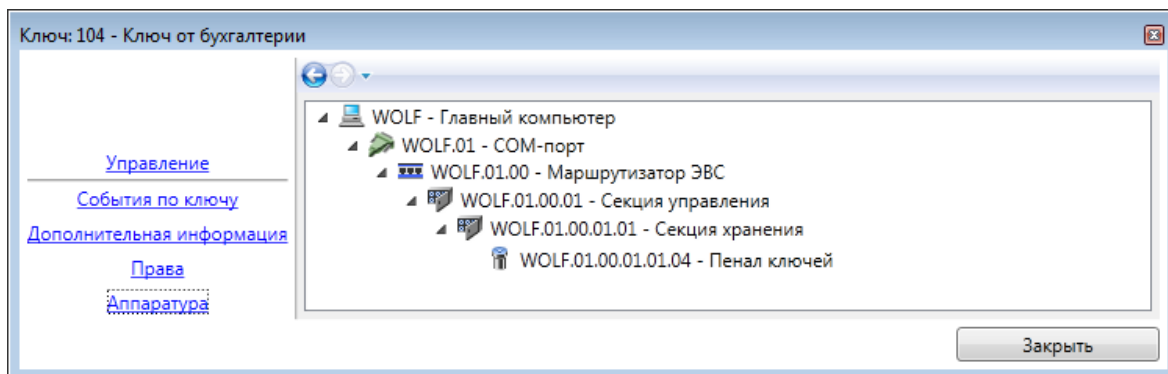 Ключ: 104 - Ключ от бухгалтерии
Управление
События по ключу
Дополнительная информация
Права
Аппаратура
WOLF - Главный компьютер
WOLF.01 - COM-порт
WOLF.01.00 - Маршрутизатор ЭВС
WOLF.01.00.01 - Секция управления
WOLF.01.00.01.01 - Секция хранения
WOLF.01.00.01.01.04 - Пенал ключей
Закрыть